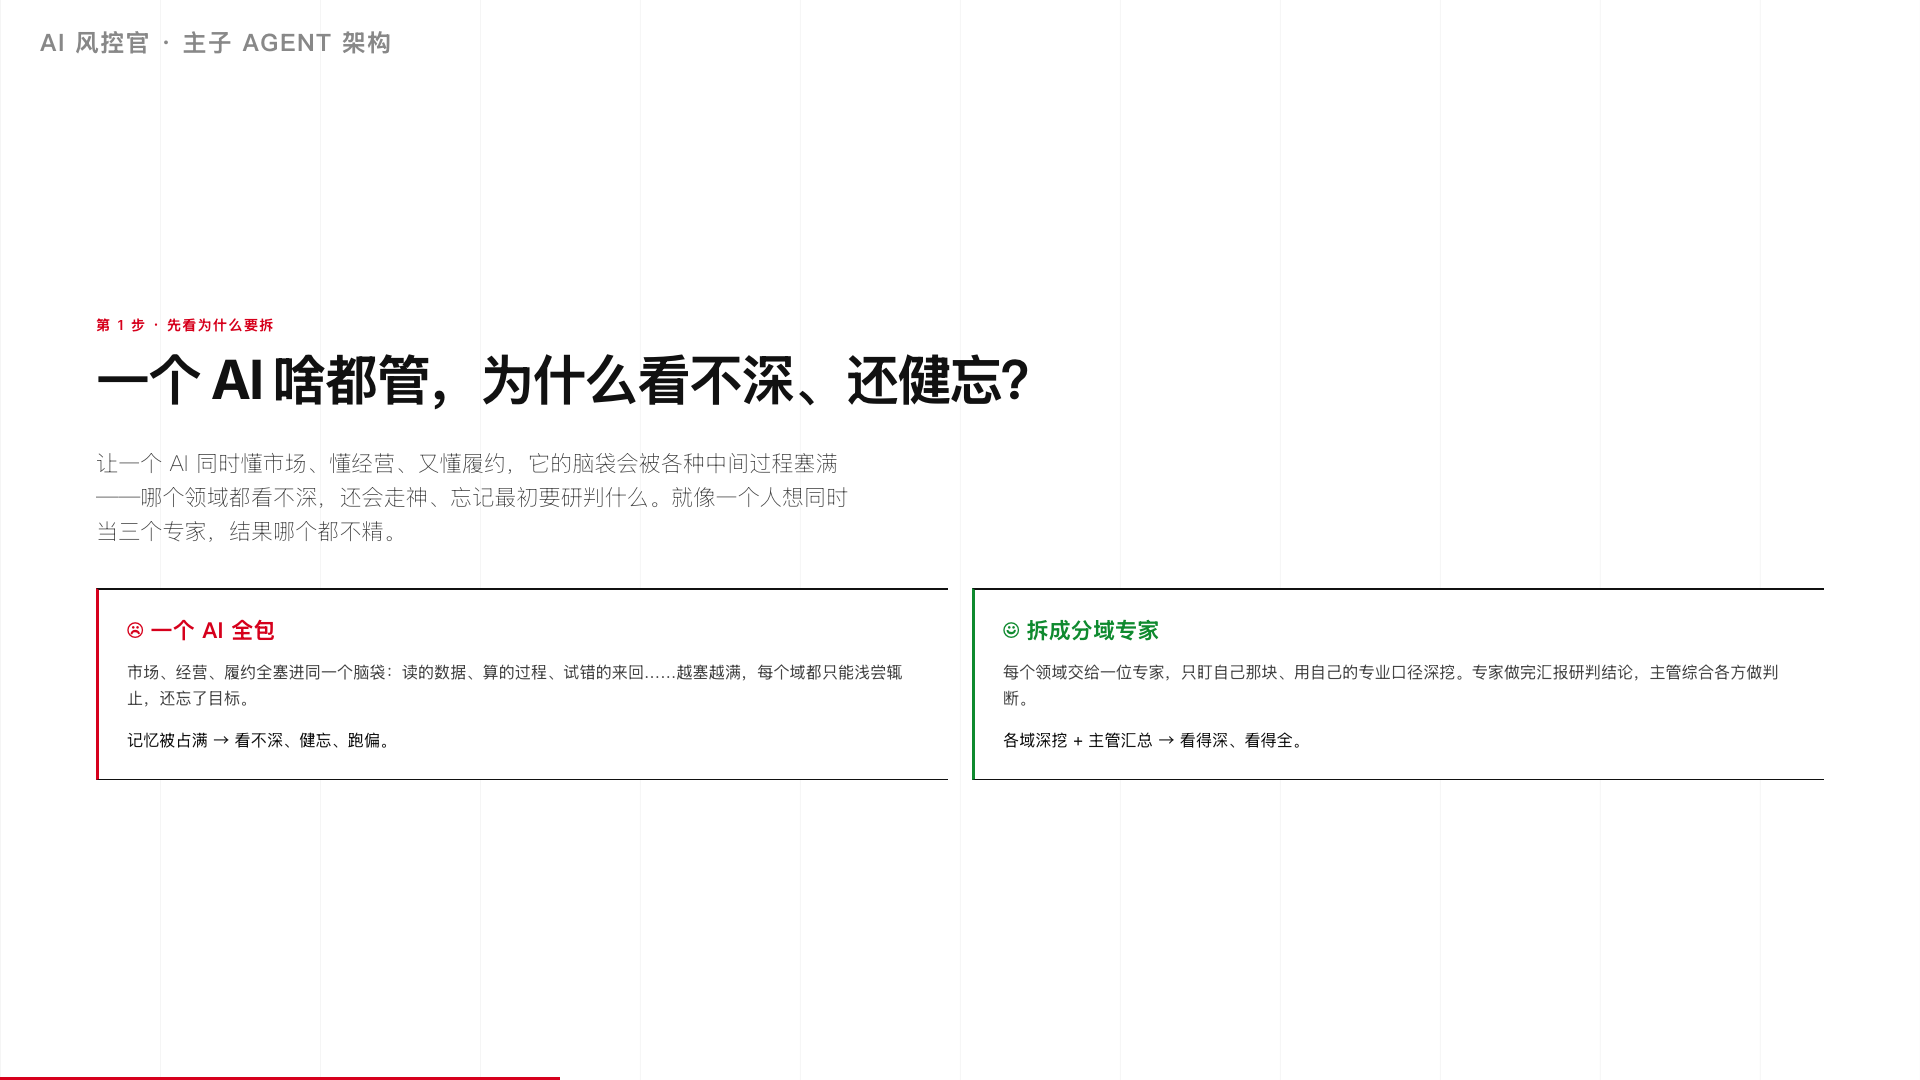 AI 风控官 · 主子 AGENT 架构
第 1 步 · 先看为什么要拆
一个 AI 啥都管，为什么看不深、还健忘？
让一个 AI 同时懂市场、懂经营、又懂履约，它的脑袋会被各种中间过程塞满
——哪个领域都看不深，还会走神、忘记最初要研判什么。就像一个人想同时
当三个专家，结果哪个都不精。
☹ 一个 AI 全包
市场、经营、履约全塞进同一个脑袋：读的数据、算的过程、试错的来回……越塞越满，每个域都只能浅尝辄
止，还忘了目标。
记忆被占满 → 看不深、健忘、跑偏。
☺ 拆成分域专家
每个领域交给一位专家，只盯自己那块、用自己的专业口径深挖。专家做完汇报研判结论，主管综合各方做判
断。
各域深挖 + 主管汇总 → 看得深、看得全。